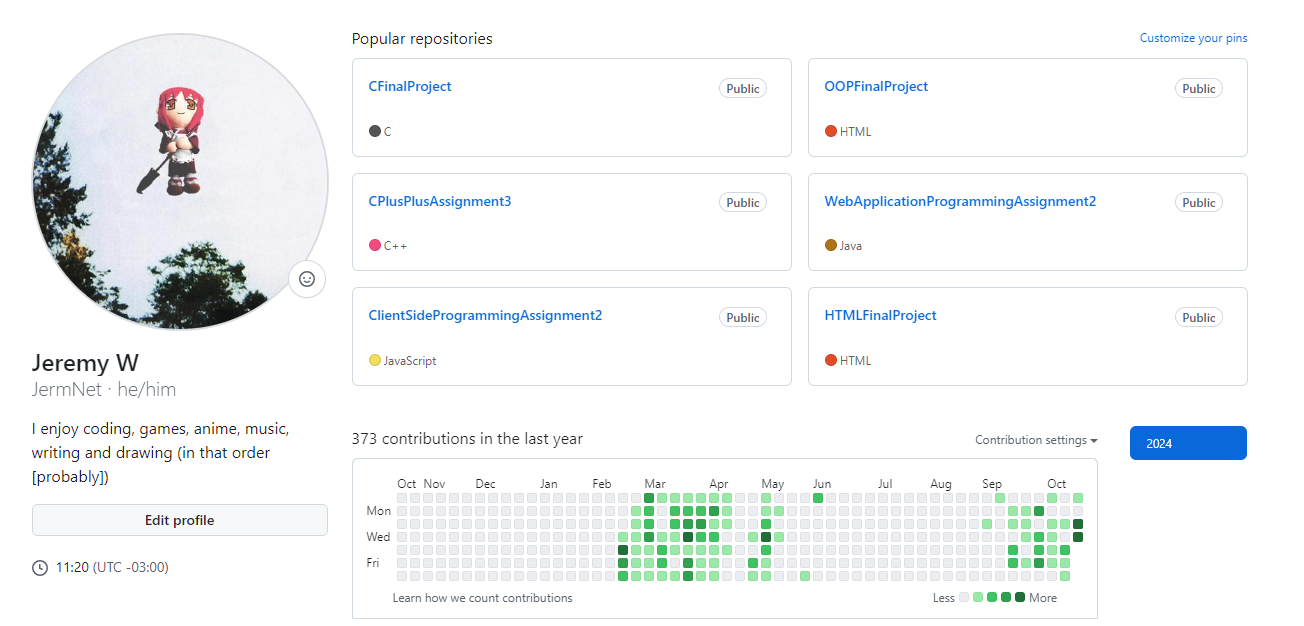 Popular repositories
Customize your pins
CFinalProject
Public
C
OOPFinalProject
Public
HTML
CPlusPlusAssignment3
Public
C++
WebApplicationProgrammingAssignment2
Public
Java
ClientSideProgrammingAssignment2
Public
JavaScript
HTMLFinalProject
Public
HTML
Jeremy W
JermNet · he/him
I enjoy coding, games, anime, music,
writing and drawing (in that order
[probably])
Edit profile
11:20 (UTC -03:00)
373 contributions in the last year
Contribution settings
2024
Oct Nov Dec Jan Feb Mar Apr May Jun Jul Aug Sep Oct
Mon
Wed
Fri
Learn how we count contributions
Less More